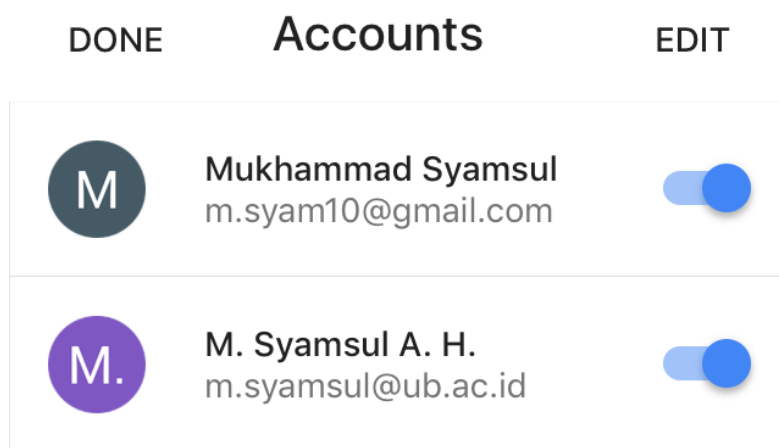 DONE Accounts EDIT
M Mukhammad Syamsul
m.syam10@gmail.com
M. M. Syamsul A. H.
m.syamsul@ub.ac.id